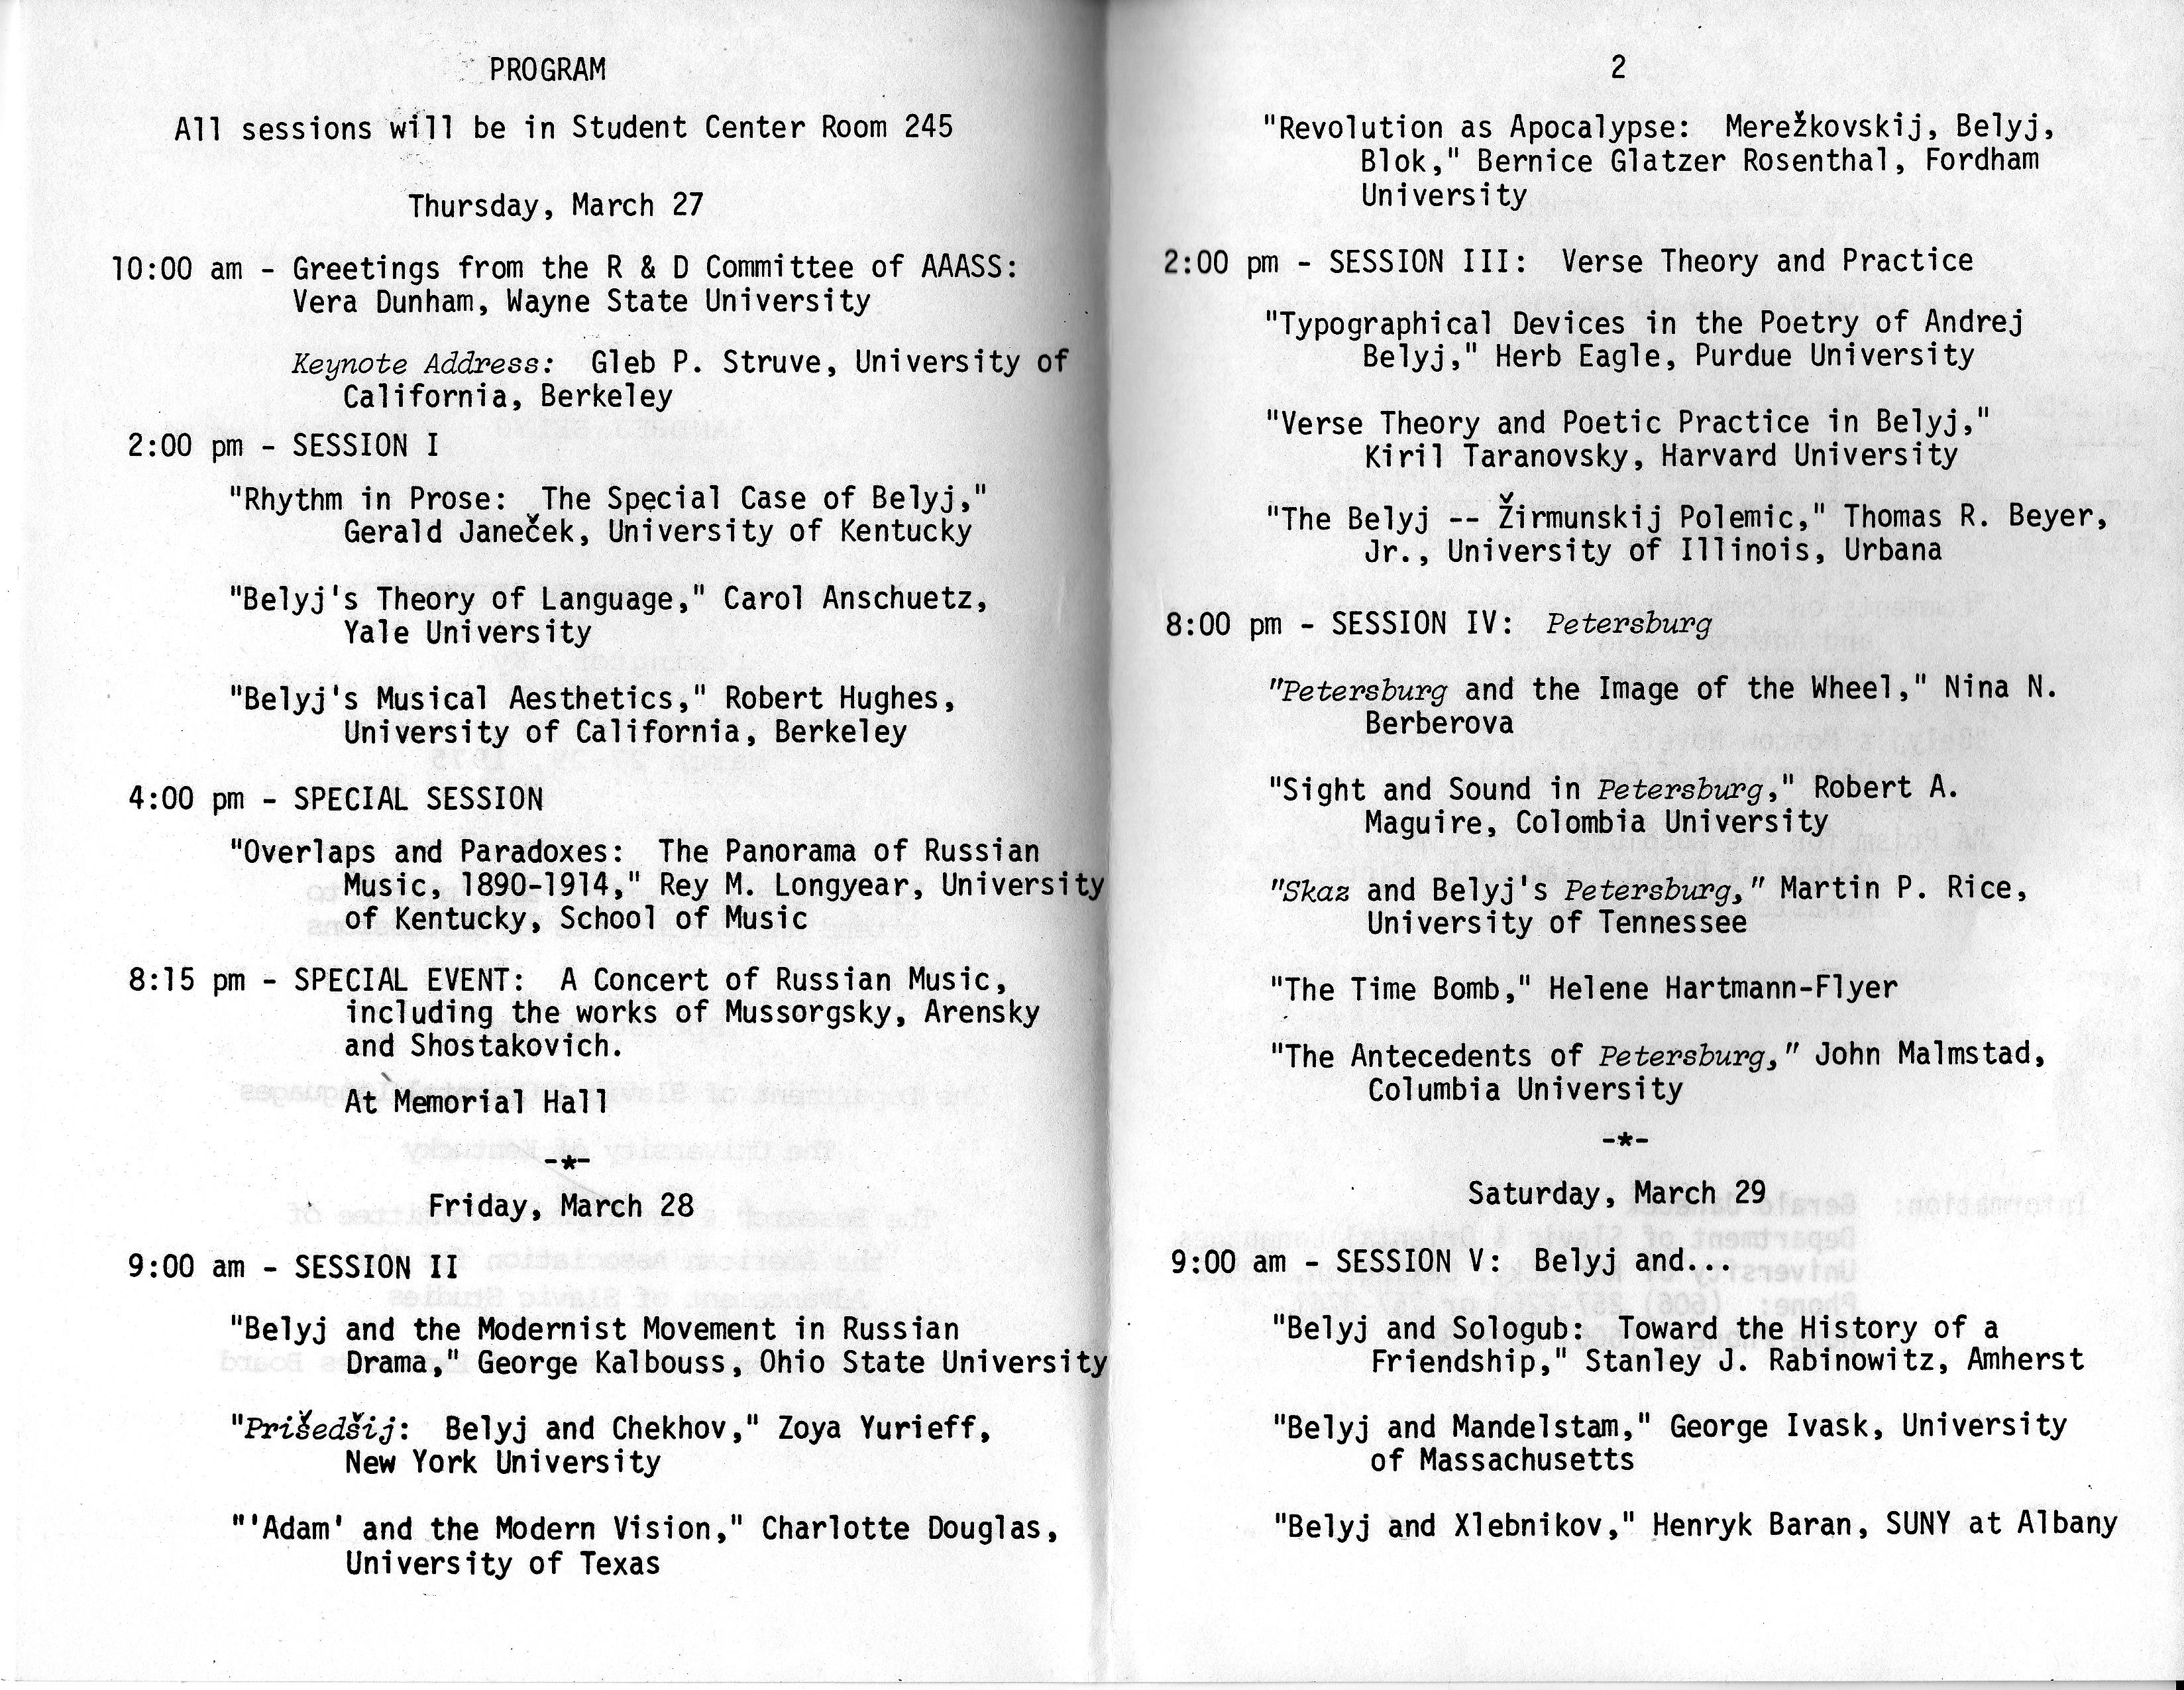 PROGRAM
All sessions will be in Student Center Room 245
Thursday, March 27
10:00 am - Greetings from the R & D Committee of AAASS:
Vera Dunham, Wayne State University
Keynote Address: Gleb P. Struve, University of
California, Berkeley
2:00 pm - SESSION I
"Rhythm in Prose: The Special Case of Belyj,"
Gerald Janeček, University of Kentucky
"Belyj's Theory of Language," Carol Anschuetz,
Yale University
"Belyj's Musical Aesthetics," Robert Hughes,
University of California, Berkeley
4:00 pm - SPECIAL SESSION
"Overlaps and Paradoxes: The Panorama of Russian
Music, 1890-1914," Rey M. Longyear, University
of Kentucky, School of Music
8:15 pm - SPECIAL EVENT: A Concert of Russian Music,
including the works of Mussorgsky, Arensky
and Shostakovich.
At Memorial Hall
-*-
Friday, March 28
9:00 am - SESSION II
"Belyj and the Modernist Movement in Russian
Drama," George Kalbouss, Ohio State University
"Prišedšij: Belyj and Chekhov," Zoya Yurieff,
New York University
"'Adam' and the Modern Vision," Charlotte Douglas,
University of Texas
2
"Revolution as Apocalypse: Merežkovskij, Belyj,
Blok," Bernice Glatzer Rosenthal, Fordham
University
2:00 pm - SESSION III: Verse Theory and Practice
"Typographical Devices in the Poetry of Andrej
Belyj," Herb Eagle, Purdue University
"Verse Theory and Poetic Practice in Belyj,"
Kiril Taranovsky, Harvard University
"The Belyj -- Žirmunskij Polemic," Thomas R. Beyer,
Jr., University of Illinois, Urbana
8:00 pm - SESSION IV: Petersburg
"Petersburg and the Image of the Wheel," Nina N.
Berberova
"Sight and Sound in Petersburg," Robert A.
Maguire, Colombia University
"Skaz and Belyj's Petersburg," Martin P. Rice,
University of Tennessee
"The Time Bomb," Helene Hartmann-Flyer
"The Antecedents of Petersburg," John Malmstad,
Columbia University
-*-
Saturday, March 29
9:00 am - SESSION V: Belyj and...
"Belyj and Sologub: Toward the History of a
Friendship," Stanley J. Rabinowitz, Amherst
"Belyj and Mandelstam," George Ivask, University
of Massachusetts
"Belyj and Xlebnikov," Henryk Baran, SUNY at Albany